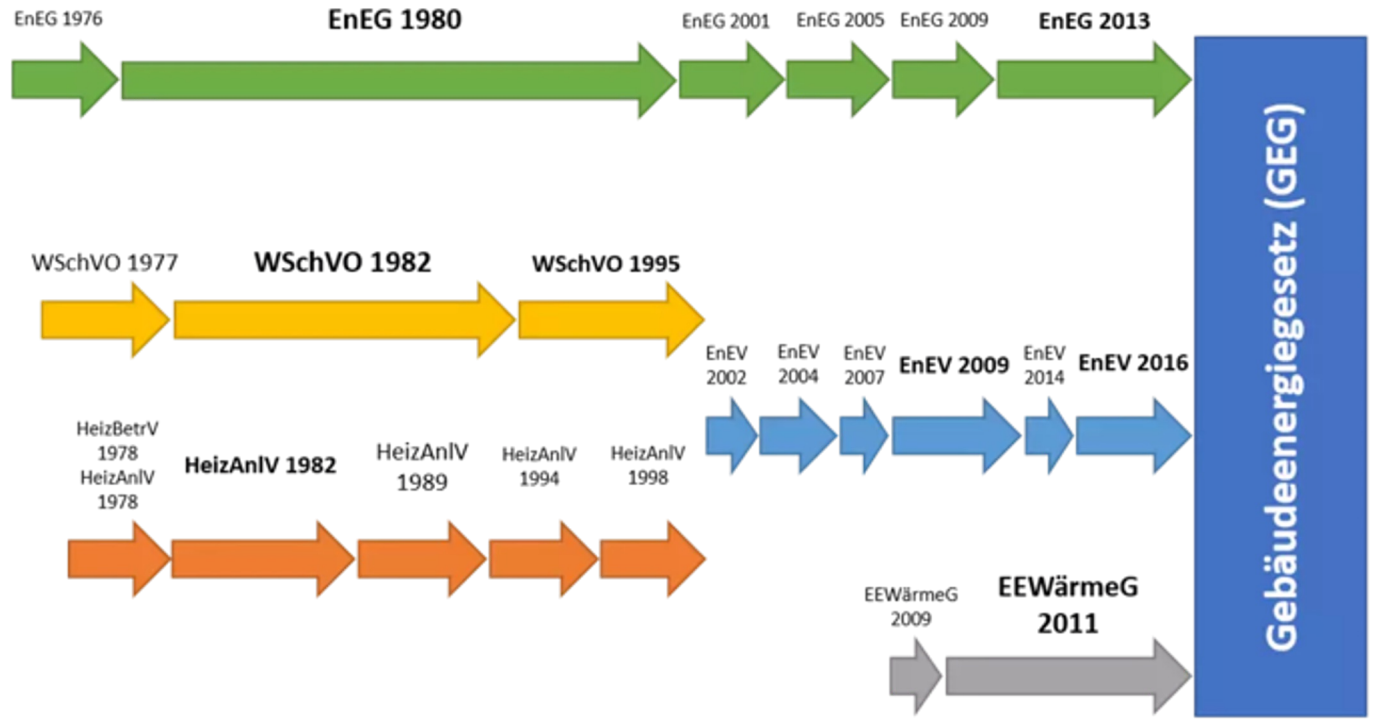 EnEG 1976
EnEG 1980
EnEG 2001
EnEG 2005
EnEG 2009
EnEG 2013
WSchVO 1977
WSchVO 1982
WSchVO 1995
EnEV
2002
EnEV
2004
EnEV
2007
EnEV 2009
EnEV
2014
EnEV 2016
HeizBetrV
1978
HeizAnlV
1978
HeizAnlV 1982
HeizAnlV
1989
HeizAnlV
1994
HeizAnlV
1998
EEWärmeG
2009
EEWärmeG
2011
Gebäudeenergiegesetz (GEG)